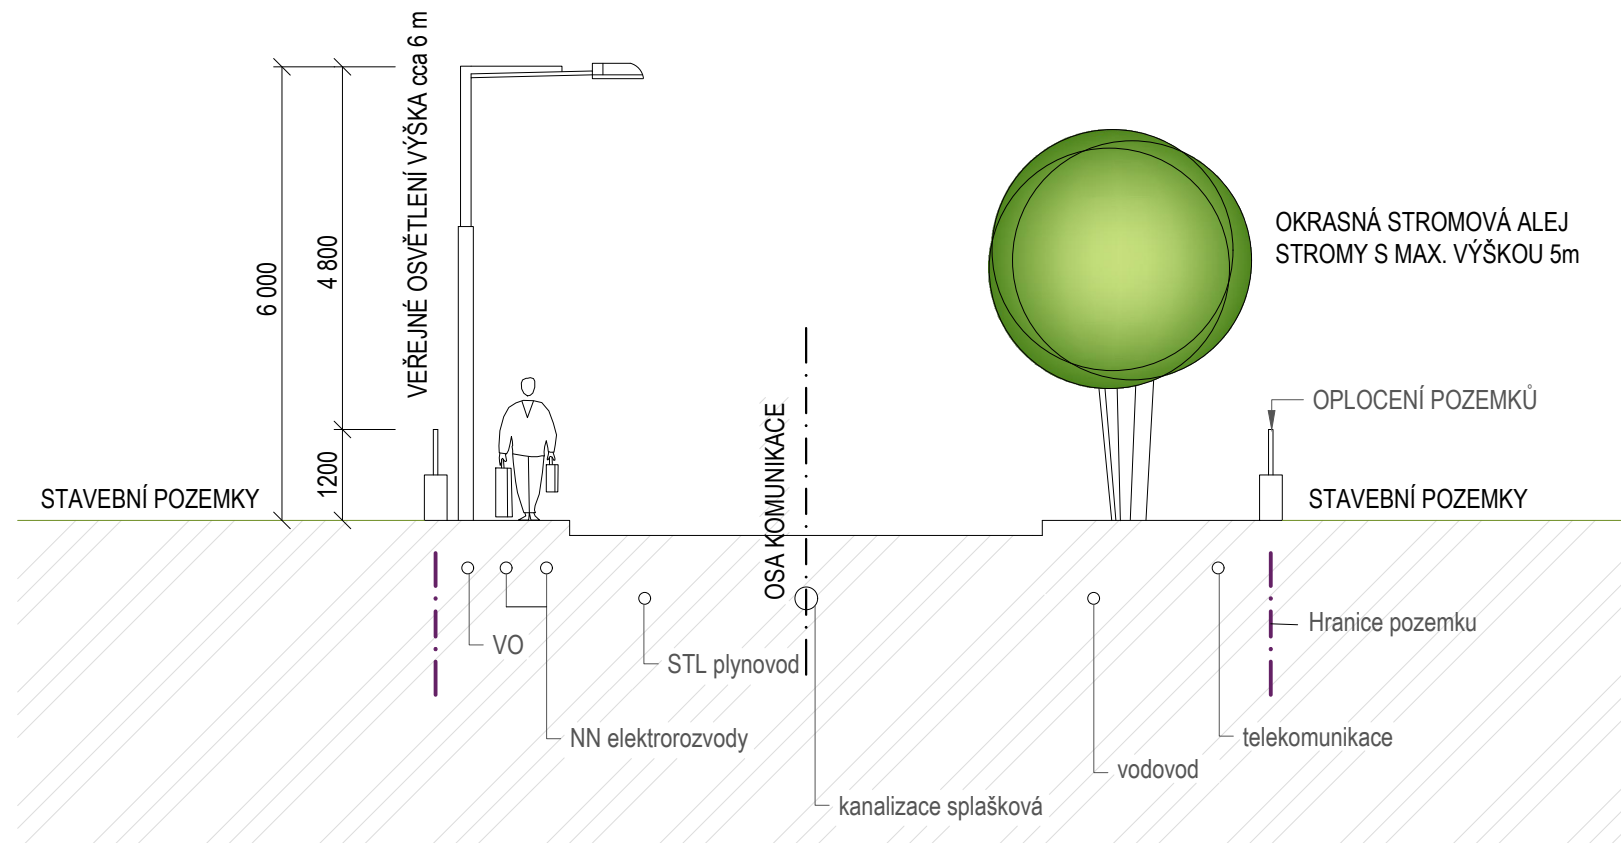 6 000
4 800
1200
VEŘEJNÉ OSVĚTLENÍ VÝŠKA cca 6 m
OKRASNÁ STROMOVÁ ALEJ
STROMY S MAX. VÝŠKOU 5m
OPLOCENÍ POZEMKŮ
OSA KOMUNIKACE
STAVEBNÍ POZEMKY
STAVEBNÍ POZEMKY
Hranice pozemku
VO
STL plynovod
NN elektrorozvody
telekomunikace
vodovod
kanalizace splašková